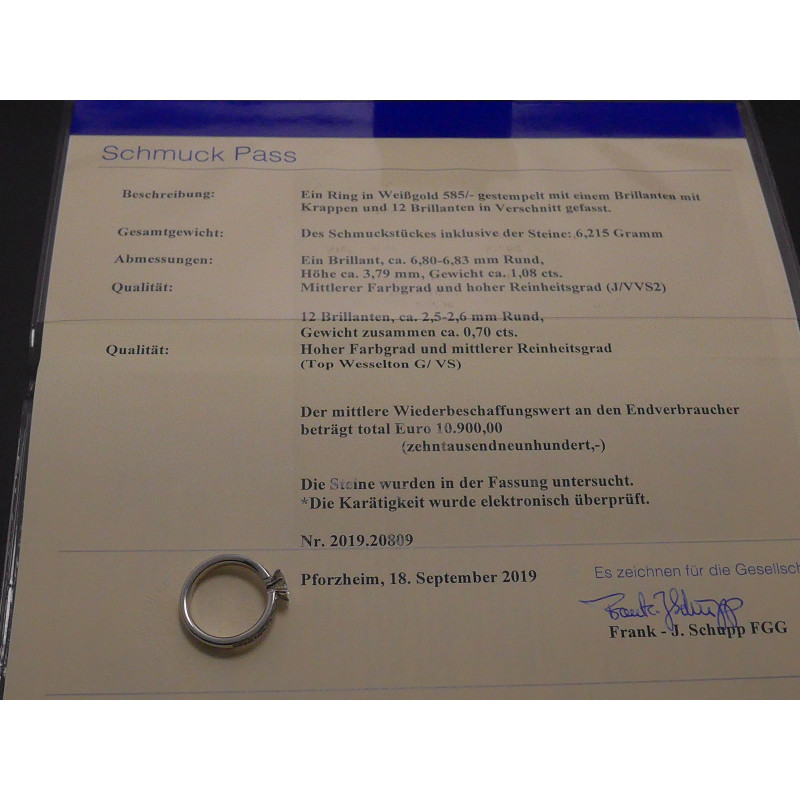 Schmuck Pass
Beschreibung: Ein Ring in Weißgold 585/- gestempelt mit einem Brillanten mit
Krappen und 12 Brillanten in Verschnitt gefasst.
Gesamtgewicht: Des Schmuckstückes inklusive der Steine: 6,215 Gramm
Abmessungen: Ein Brillant, ca. 6,80-6,83 mm Rund,
Höhe ca. 3,79 mm, Gewicht ca. 1,08 cts.
Qualität: Mittlerer Farbgrad und hoher Reinheitsgrad (J/VVS2)
12 Brillanten, ca. 2,5-2,6 mm Rund,
Gewicht zusammen ca. 0,70 cts.
Qualität: Hoher Farbgrad und mittlerer Reinheitsgrad
(Top Wesselton G/ VS)
Der mittlere Wiederbeschaffungswert an den Endverbraucher
beträgt total Euro 10.900,00
(zehntausendneunhundert,-)
Die Steine wurden in der Fassung untersucht.
*Die Karätigkeit wurde elektronisch überprüft.
Nr. 2019.20809
Pforzheim, 18. September 2019
Es zeichnen für die Gesellsch
Frank J Schupp
Frank - J. Schupp FGG